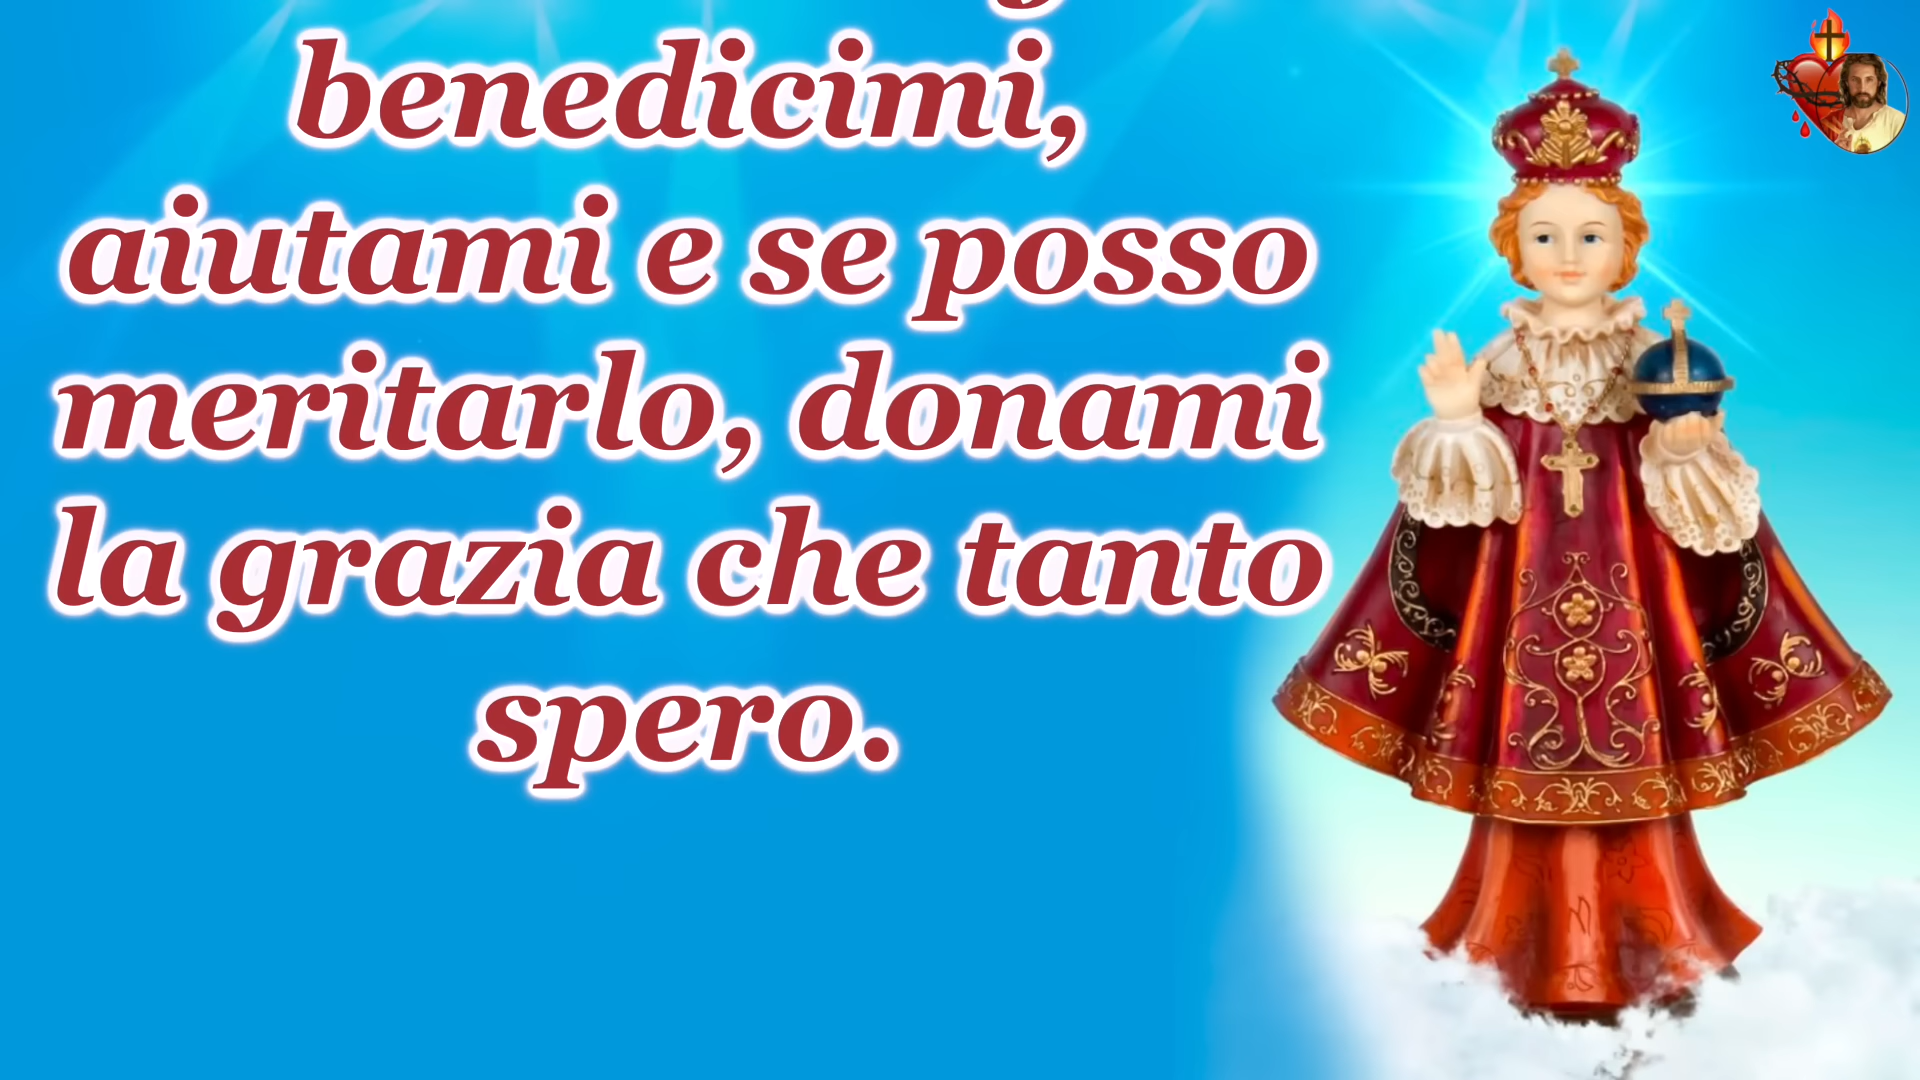 benedicimi,
aiutami e se posso
meritarlo, donami
la grazia che tanto
spero.